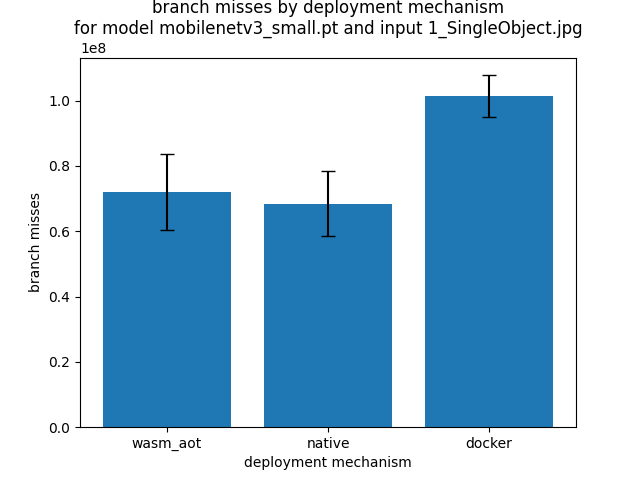 branch misses by deployment mechanism
for model mobilenetv3_small.pt and input 1_SingleObject.jpg
1e8
1.0
0.8
0.6
0.4
0.2
0.0
branch misses
wasm_aot native docker
deployment mechanism